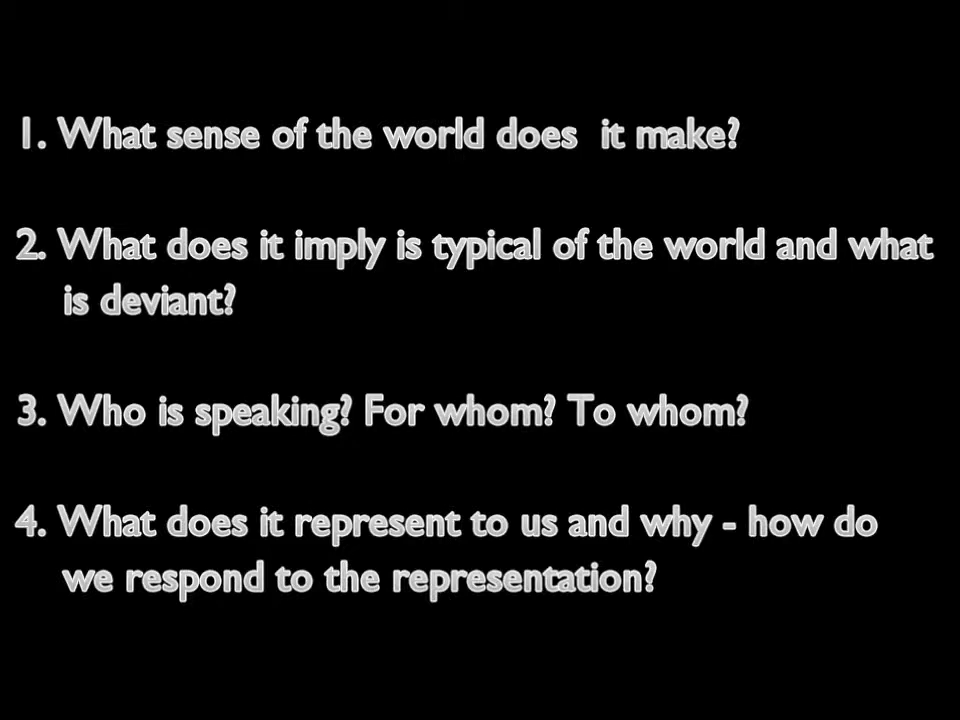 1. What sense of the world does it make?
2. What does it imply is typical of the world and what
is deviant?
3. Who is speaking? For whom? To whom?
4. What does it represent to us and why - how do
we respond to the representation?